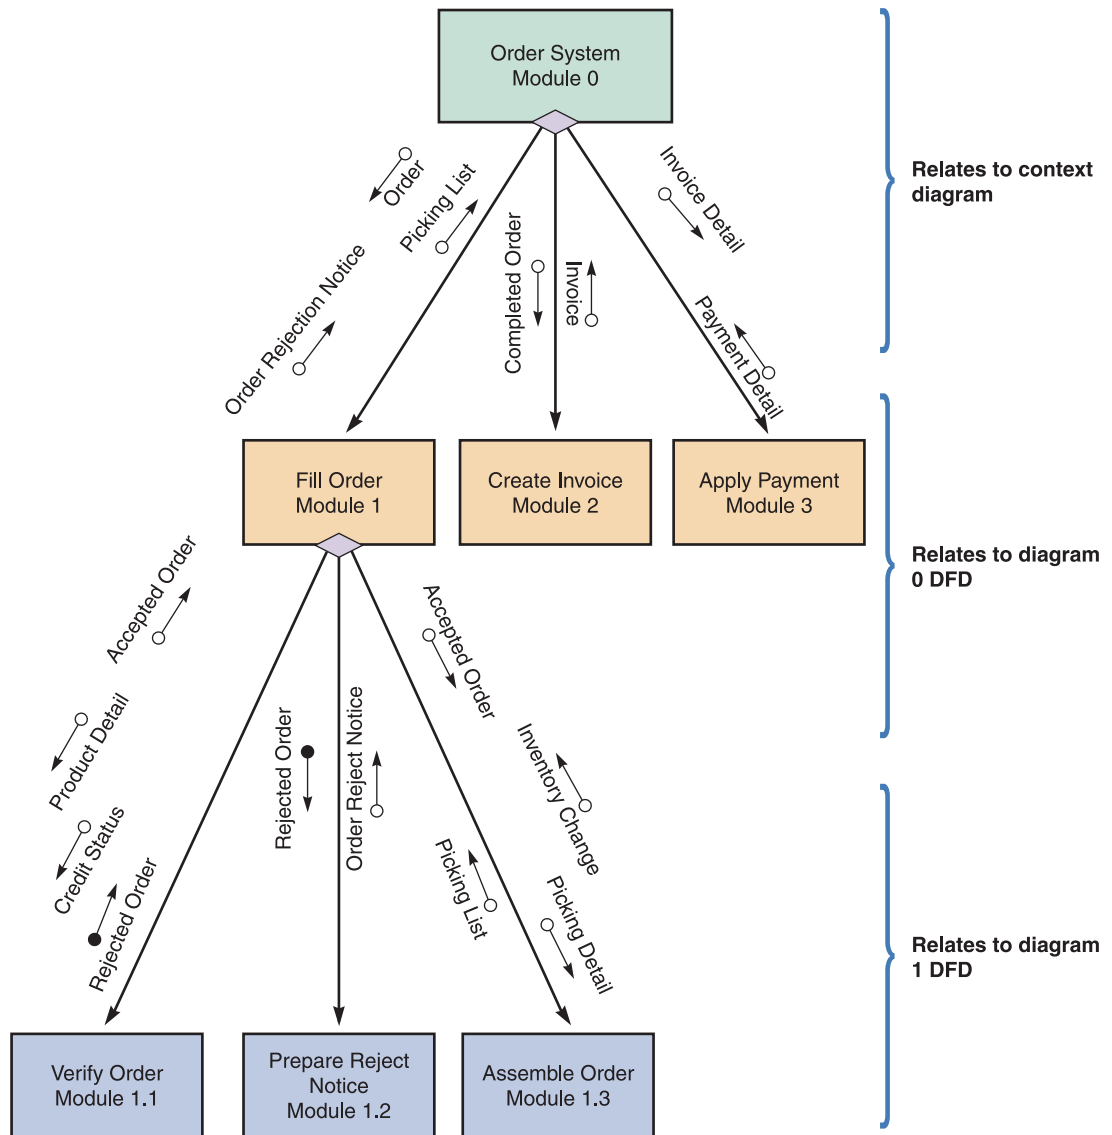 Order System
Module 0
Order
Picking List
Order Rejection Notice
Completed Order
Invoice
Invoice Detail
Payment Detail
Relates to context
diagram
Fill Order
Module 1
Create Invoice
Module 2
Apply Payment
Module 3
Relates to diagram
0 DFD
Accepted Order
Product Detail
Credit Status
Rejected Order
Rejected Order
Order Reject Notice
Accepted Order
Inventory Change
Picking List
Picking Detail
Relates to diagram
1 DFD
Verify Order
Module 1.1
Prepare Reject
Notice
Module 1.2
Assemble Order
Module 1.3